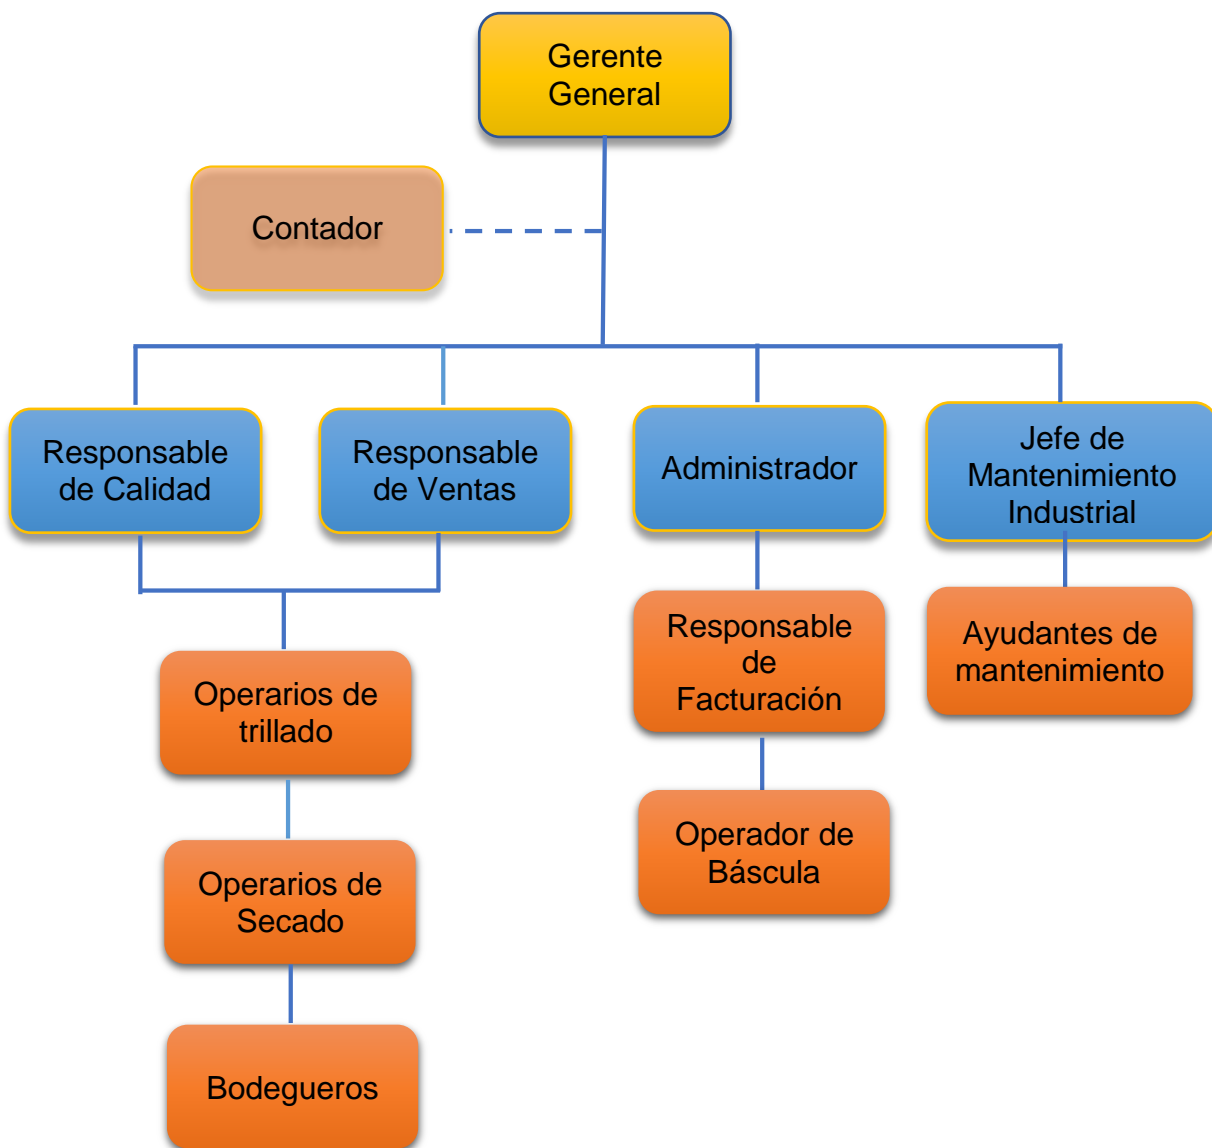 Gerente
General
Contador
Responsable
de Calidad
Responsable
de Ventas
Administrador
Jefe de
Mantenimiento
Industrial
Operarios de
trillado
Responsable
de
Facturación
Ayudantes de
mantenimiento
Operarios de
Secado
Operador de
Báscula
Bodegueros